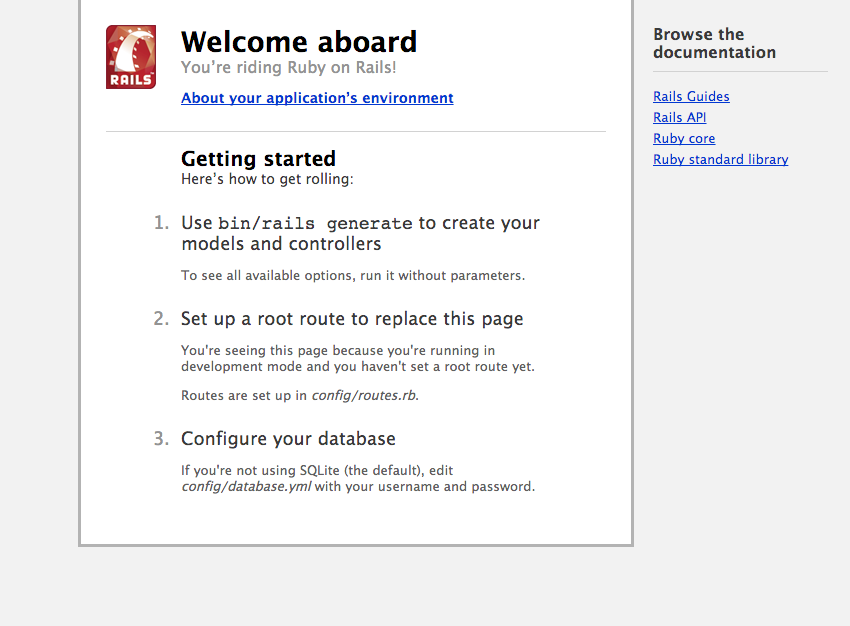 RAILS
Welcome aboard
You’re riding Ruby on Rails!
About your application’s environment
Getting started
Here’s how to get rolling:
1. Use bin/rails generate to create your
models and controllers
To see all available options, run it without parameters.
2. Set up a root route to replace this page
You're seeing this page because you're running in
development mode and you haven't set a root route yet.
Routes are set up in config/routes.rb.
3. Configure your database
If you're not using SQLite (the default), edit
config/database.yml with your username and password.
Browse the
documentation
Rails Guides
Rails API
Ruby core
Ruby standard library